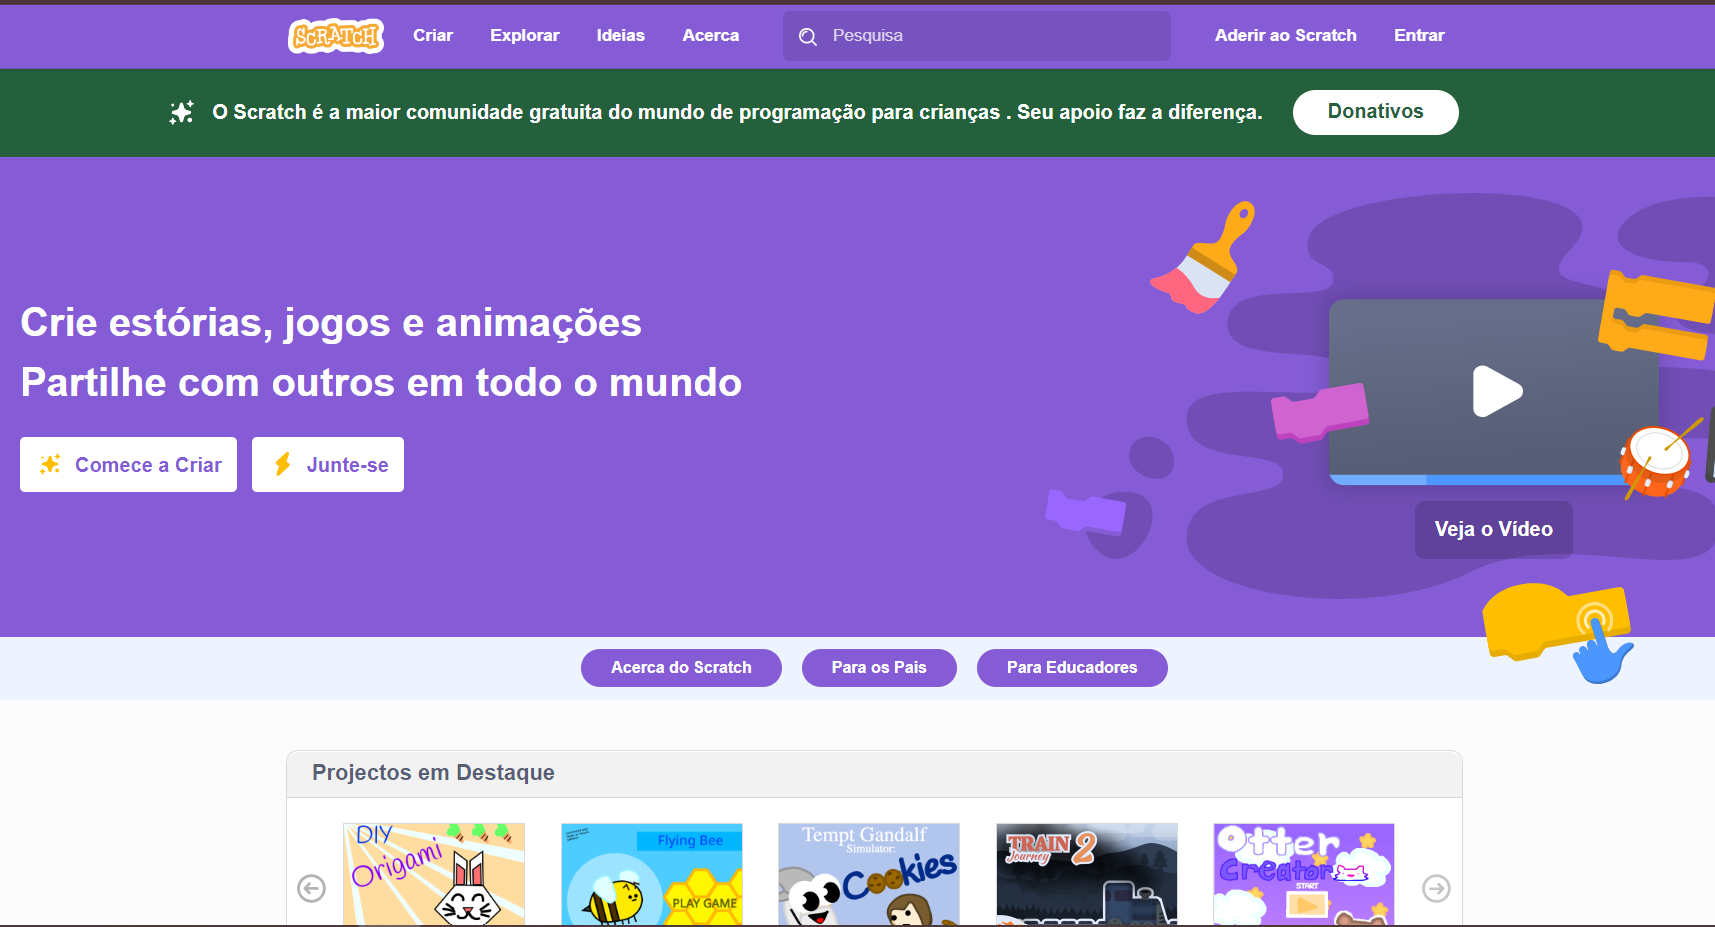 SCRATCH Criar Explorar Ideias Acerca Pesquisa Aderir ao Scratch Entrar
O Scratch é a maior comunidade gratuita do mundo de programação para crianças . Seu apoio faz a diferença. Donativos
Crie estórias, jogos e animações
Partilhe com outros em todo o mundo
Comece a Criar Junte-se
Veja o Vídeo
Acerca do Scratch Para os Pais Para Educadores
Projectos em Destaque
DIY
Origami
Flying Bee
PLAY GAME
Tempt Gandalf
Simulator:
Cookies
TRAIN 2
Journey
Otter
Creator
START